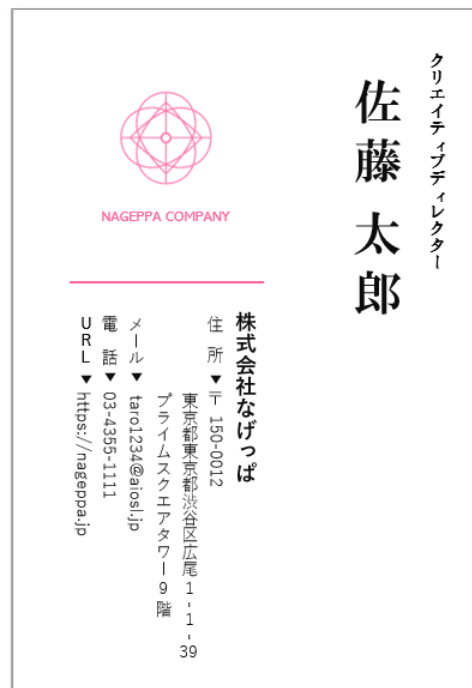 クリエイティブディレクター
佐藤 太郎
NAGEPPA COMPANY
株式会社なげっぱ
住 所 ▼ 〒 150-0012
東京都東京都渋谷区広尾 1 - 1 - 39
プライムスクエアタワー 9 階
メール ▼ taro1234@aiosl.jp
電 話 ▼ 03-4355-1111
URL ▼ https://nageppa.jp